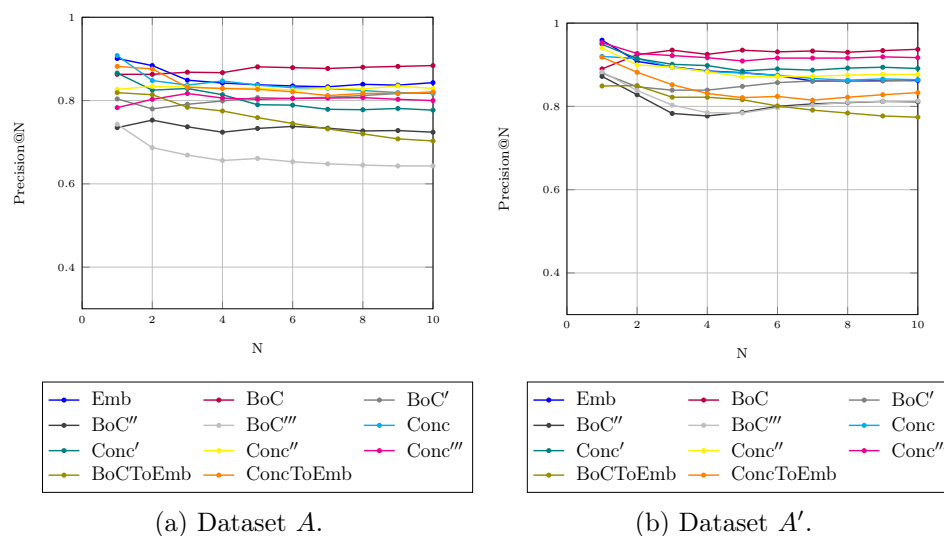 1
0.8
0.6
0.4
0
2
4
6
8
10
Precision@N
N
Emb
BoC
BoC′
BoC″
BoC‴
Conc
Conc′
Conc″
Conc‴
BoCToEmb
ConcToEmb
(a) Dataset A.
1
0.8
0.6
0.4
0
2
4
6
8
10
Precision@N
N
Emb
BoC
BoC′
BoC″
BoC‴
Conc
Conc′
Conc″
Conc″
BoCToEmb
ConcToEmb
(b) Dataset A′.